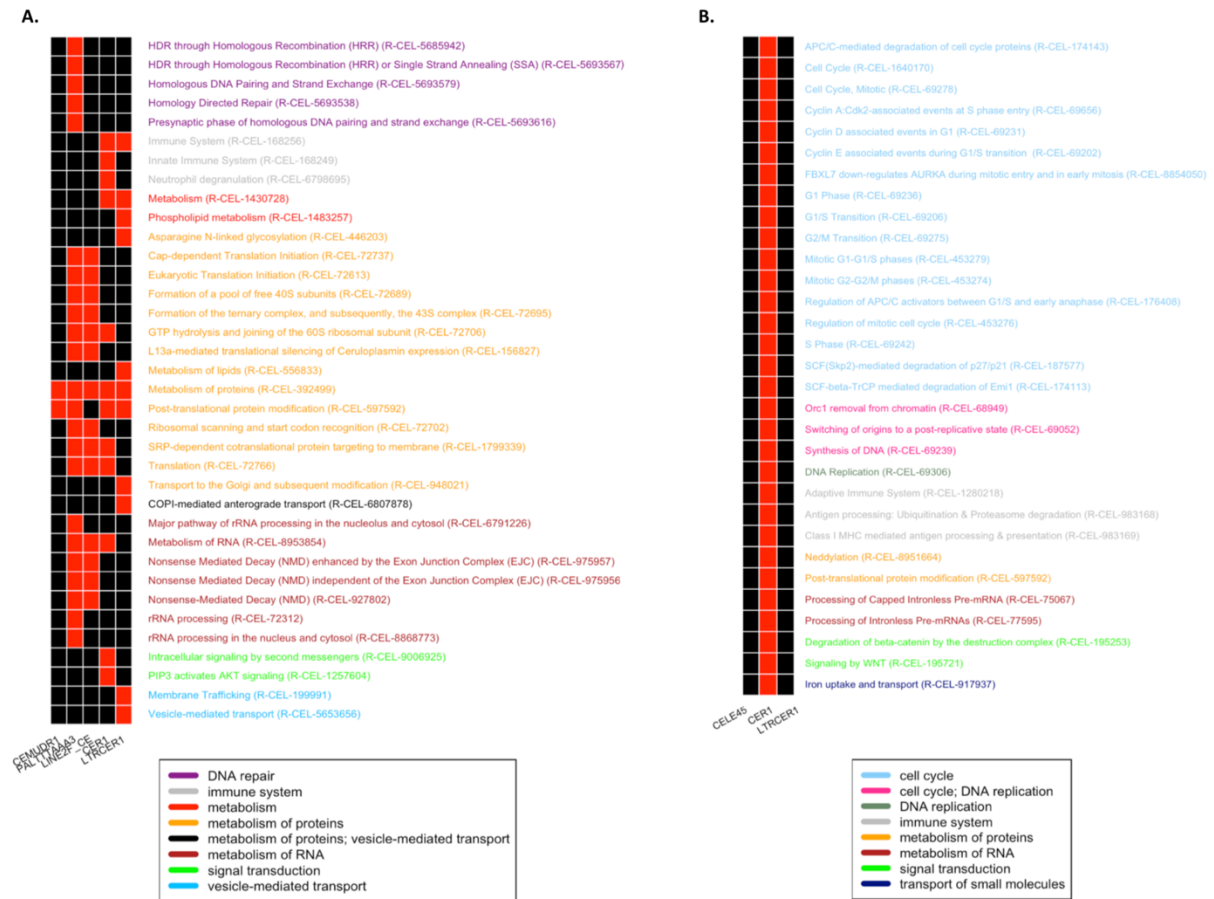 A.
HDR through Homologous Recombination (HRR) (R-CEL-5685942)
HDR through Homologous Recombination (HRR) or Single Strand Annealing (SSA) (R-CEL-5693567)
Homologous DNA Pairing and Strand Exchange (R-CEL-5693579)
Homology Directed Repair (R-CEL-5693538)
Presynaptic phase of homologous DNA pairing and strand exchange (R-CEL-5693616)
Immune System (R-CEL-168256)
Innate Immune System (R-CEL-168249)
Neutrophil degranulation (R-CEL-6798695)
Metabolism (R-CEL-1430728)
Phospholipid metabolism (R-CEL-1483257)
Asparagine N-linked glycosylation (R-CEL-446203)
Cap-dependent Translation Initiation (R-CEL-72737)
Eukaryotic Translation Initiation (R-CEL-72613)
Formation of a pool of free 40S subunits (R-CEL-72689)
Formation of the ternary complex, and subsequently, the 43S complex (R-CEL-72695)
GTP hydrolysis and joining of the 60S ribosomal subunit (R-CEL-72706)
L13a-mediated translational silencing of Ceruloplasmin expression (R-CEL-156827)
Metabolism of lipids (R-CEL-556833)
Metabolism of proteins (R-CEL-392499)
Post-translational protein modification (R-CEL-597592)
Ribosomal scanning and start codon recognition (R-CEL-72702)
SRP-dependent cotranslational protein targeting to membrane (R-CEL-1799339)
Translation (R-CEL-72766)
Transport to the Golgi and subsequent modification (R-CEL-948021)
COPI-mediated anterograde transport (R-CEL-6807878)
Major pathway of rRNA processing in the nucleolus and cytosol (R-CEL-6791226)
Metabolism of RNA (R-CEL-8953854)
Nonsense Mediated Decay (NMD) enhanced by the Exon Junction Complex (EJC) (R-CEL-975957)
Nonsense Mediated Decay (NMD) independent of the Exon Junction Complex (EJC) (R-CEL-975956
Nonsense-Mediated Decay (NMD) (R-CEL-927802)
rRNA processing (R-CEL-72312)
rRNA processing in the nucleus and cytosol (R-CEL-8868773)
Intracellular signaling by second messengers (R-CEL-9006925)
PIP3 activates AKT signaling (R-CEL-1257604)
Membrane Trafficking (R-CEL-199991)
Vesicle-mediated transport (R-CEL-5653656)
CEMUDR1
PALTTTAAA3
LINE2F_CE
CER1
LTRCER1
DNA repair
immune system
metabolism
metabolism of proteins
metabolism of proteins; vesicle-mediated transport
metabolism of RNA
signal transduction
vesicle-mediated transport
B.
APC/C-mediated degradation of cell cycle proteins (R-CEL-174143)
Cell Cycle (R-CEL-1640170)
Cell Cycle, Mitotic (R-CEL-69278)
Cyclin A:Cdk2-associated events at S phase entry (R-CEL-69656)
Cyclin D associated events in G1 (R-CEL-69231)
Cyclin E associated events during G1/S transition (R-CEL-69202)
FBXL7 down-regulates AURKA during mitotic entry and in early mitosis (R-CEL-8854050)
G1 Phase (R-CEL-69236)
G1/S Transition (R-CEL-69206)
G2/M Transition (R-CEL-69275)
Mitotic G1-G1/S phases (R-CEL-453279)
Mitotic G2-G2/M phases (R-CEL-453274)
Regulation of APC/C activators between G1/S and early anaphase (R-CEL-176408)
Regulation of mitotic cell cycle (R-CEL-453276)
S Phase (R-CEL-69242)
SCF(Skp2)-mediated degradation of p27/p21 (R-CEL-187577)
SCF-beta-TrCP mediated degradation of Emi1 (R-CEL-174113)
Orc1 removal from chromatin (R-CEL-68949)
Switching of origins to a post-replicative state (R-CEL-69052)
Synthesis of DNA (R-CEL-69239)
DNA Replication (R-CEL-69306)
Adaptive Immune System (R-CEL-1280218)
Antigen processing: Ubiquitination & Proteasome degradation (R-CEL-983168)
Class I MHC mediated antigen processing & presentation (R-CEL-983169)
Neddylation (R-CEL-8951664)
Post-translational protein modification (R-CEL-597592)
Processing of Capped Intronless Pre-mRNA (R-CEL-75067)
Processing of Intronless Pre-mRNAs (R-CEL-77595)
Degradation of beta-catenin by the destruction complex (R-CEL-195253)
Signaling by WNT (R-CEL-195721)
Iron uptake and transport (R-CEL-917937)
CELE45
CER1
LTRCER1
cell cycle
cell cycle; DNA replication
DNA replication
immune system
metabolism of proteins
metabolism of RNA
signal transduction
transport of small molecules